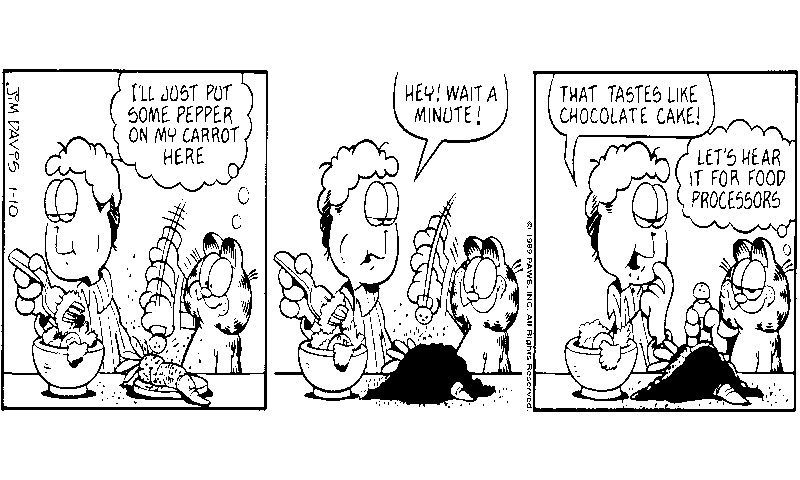 I'LL JUST PUT
SOME PEPPER
ON MY CARROT
HERE
JIM DAVIS 1-10
HEY! WAIT A
MINUTE!
© 1989 PAWS, INC. All Rights Reserved.
THAT TASTES LIKE
CHOCOLATE CAKE!
LET'S HEAR
IT FOR FOOD
PROCESSORS